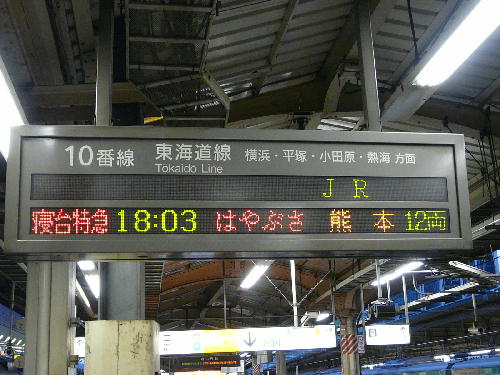 10番線 東海道線 横浜・平塚・小田原・熱海 方面
Tokaido Line
JR
寝台特急 18:03 はやぶさ 熊本 12両